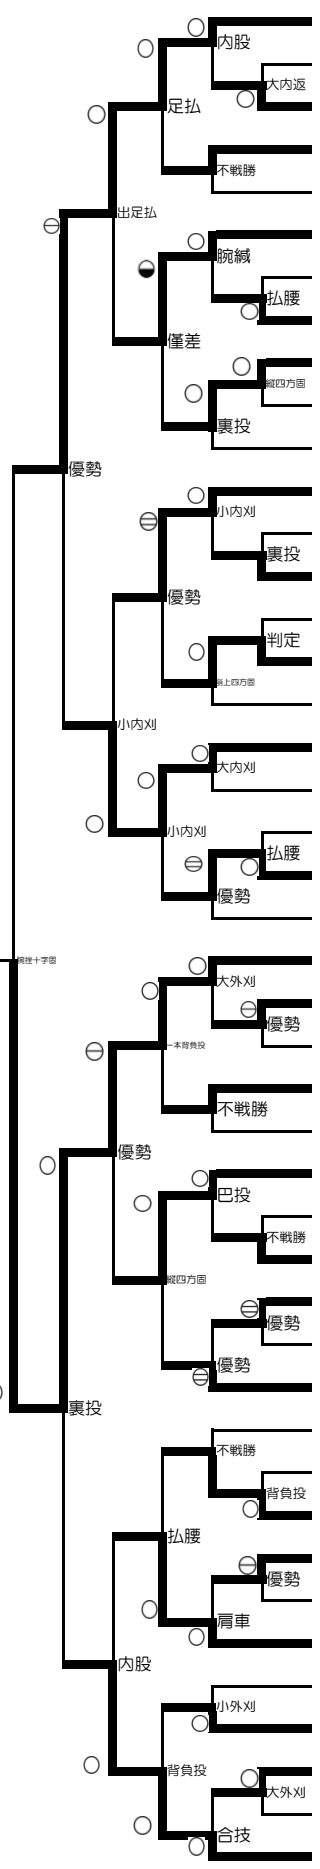 内股
大内返
足払
不戦勝
出足払
腕緘
払腰
僅差
縦四方固
裏投
優勢
小内刈
裏投
優勢
判定
崩上四方固
小内刈
大内刈
小内刈
払腰
優勢
腕挫十字固
大外刈
優勢
一本背負投
不戦勝
優勢
巴投
不戦勝
縦四方固
優勢
優勢
裏投
不戦勝
背負投
払腰
優勢
肩車
内股
小外刈
背負投
大外刈
合技